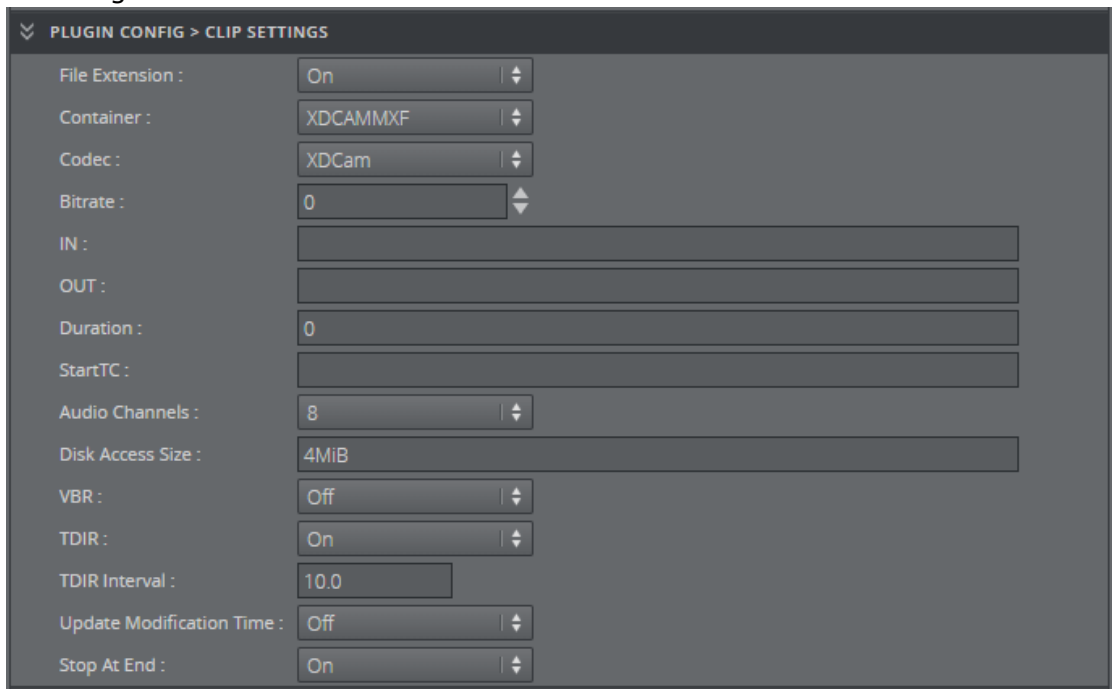 PLUGIN CONFIG > CLIP SETTINGS
File Extension : On
Container : XDCAMMXF
Codec : XDCam
Bitrate : 0
IN :
OUT :
Duration : 0
StartTC :
Audio Channels : 8
Disk Access Size : 4MiB
VBR : Off
TDIR : On
TDIR Interval : 10.0
Update Modification Time : Off
Stop At End : On